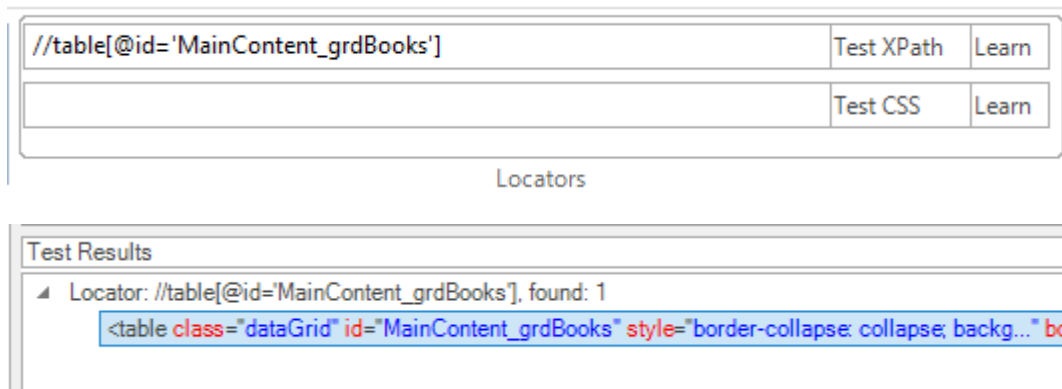 //table[@id='MainContent_grdBooks'] Test XPath Learn
Test CSS Learn
Locators
Test Results
Locator: //table[@id='MainContent_grdBooks'], found: 1
<table class="dataGrid" id="MainContent_grdBooks" style="border-collapse: collapse; backg..." bo